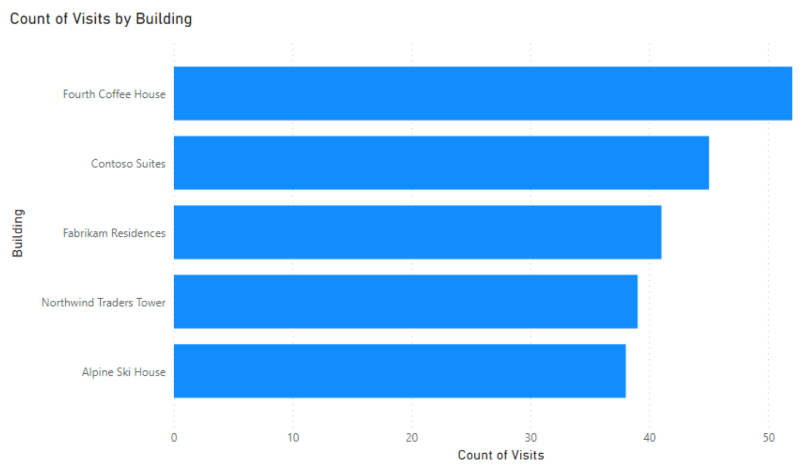 Count of Visits by Building
Building
Fourth Coffee House
Contoso Suites
Fabrikam Residences
Northwind Traders Tower
Alpine Ski House
0 10 20 30 40 50
Count of Visits